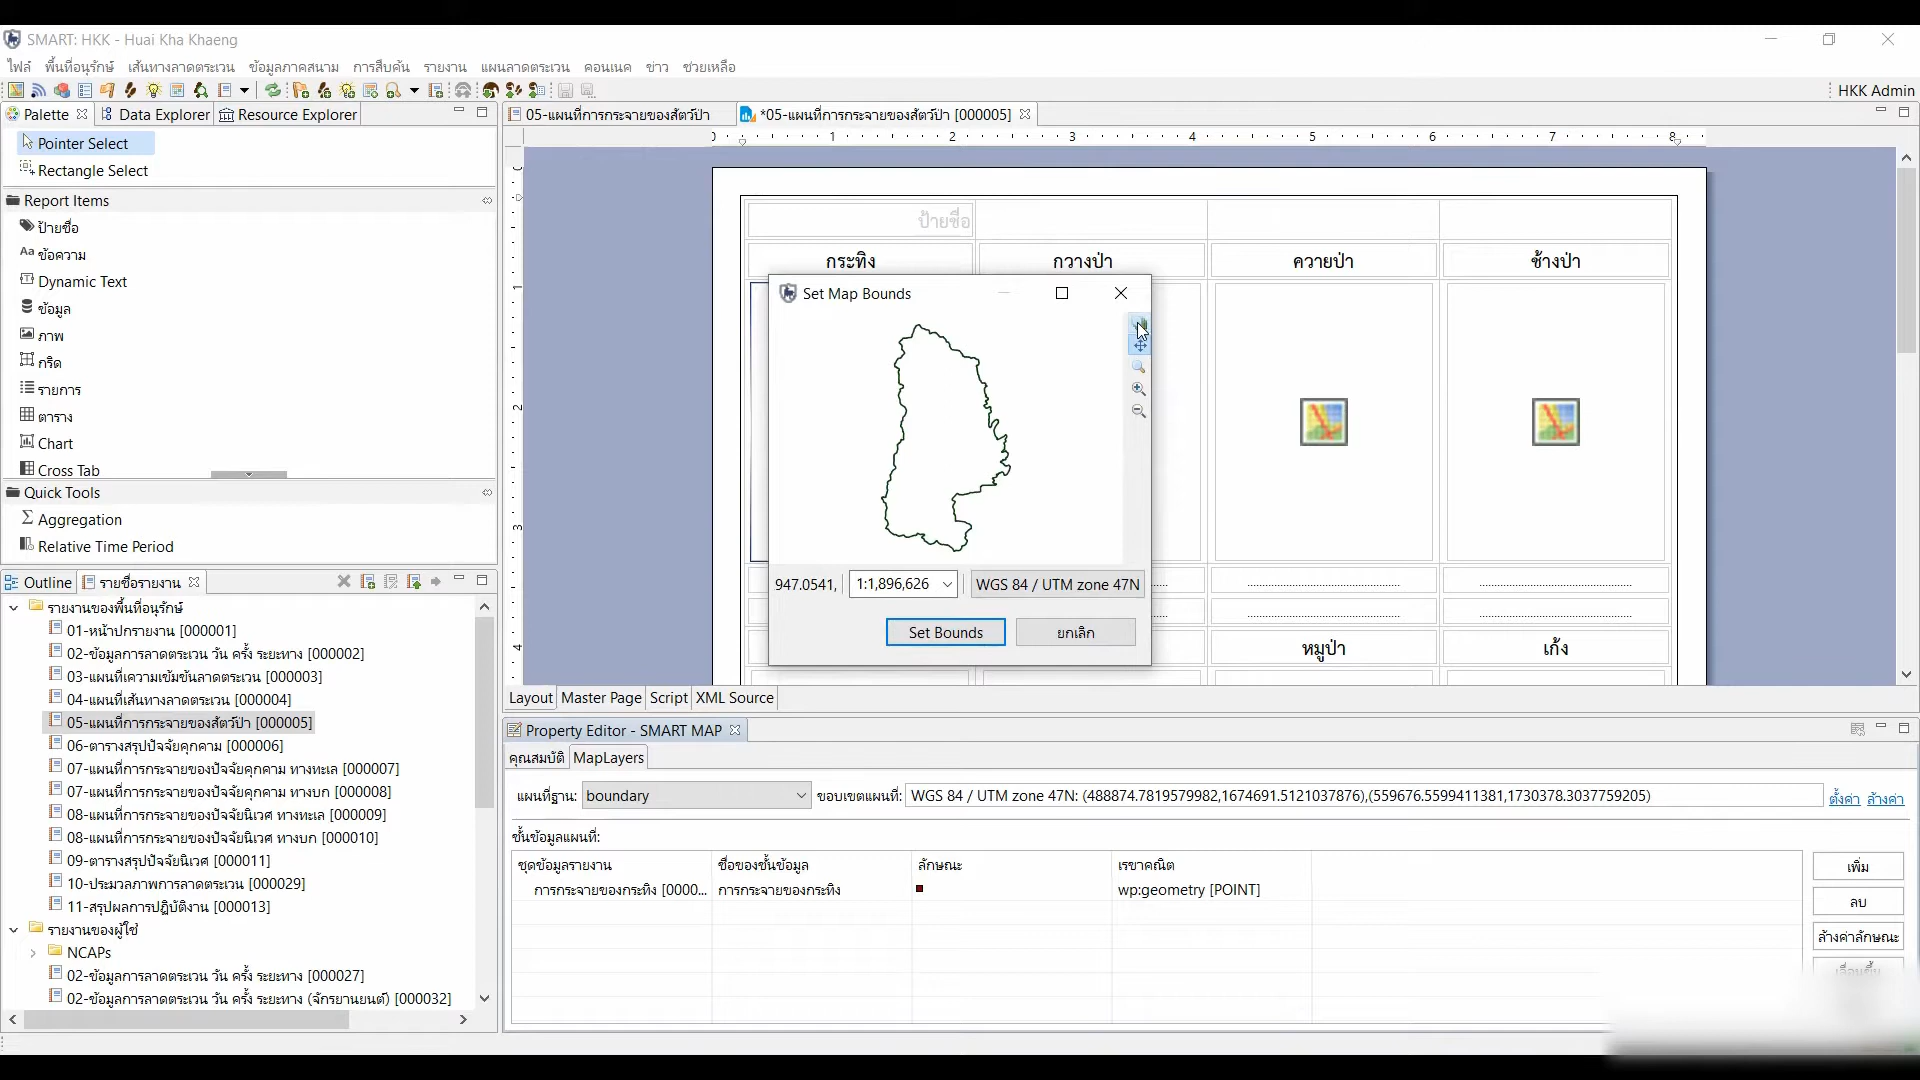 SMART: HKK - Huai Kha Khaeng
ไฟล์ พื้นที่อนุรักษ์ เส้นทางลาดตระเวน ข้อมูลภาคสนาม การสืบค้น รายงาน แผนลาดตระเวน คอนเนค ข่าว ช่วยเหลือ
HKK Admin
Palette Data Explorer Resource Explorer
05-แผนที่การกระจายของสัตว์ป่า *05-แผนที่การกระจายของสัตว์ป่า [000005]
Pointer Select
Rectangle Select
Report Items
ป้ายชื่อ
Aa ข้อความ
Dynamic Text
ข้อมูล
ภาพ
กริด
รายการ
ตาราง
Chart
Cross Tab
Quick Tools
Σ Aggregation
Relative Time Period
0 1 2 3 4 5 6 7 8
0
1
2
3
4
ป้ายชื่อ
กระทิง กวางป่า ควายป่า ช้างป่า
หมูป่า เก้ง
Set Map Bounds
947.0541, 1:1,896,626 WGS 84 / UTM zone 47N
Set Bounds ยกเลิก
Layout Master Page Script XML Source
Outline รายชื่อรายงาน
รายงานของพื้นที่อนุรักษ์
01-หน้าปกรายงาน [000001]
02-ข้อมูลการลาดตระเวน วัน ครั้ง ระยะทาง [000002]
03-แผนที่ความเข้มข้นลาดตระเวน [000003]
04-แผนที่เส้นทางลาดตระเวน [000004]
05-แผนที่การกระจายของสัตว์ป่า [000005]
06-ตารางสรุปปัจจัยคุกคาม [000006]
07-แผนที่การกระจายของปัจจัยคุกคาม ทางทะเล [000007]
07-แผนที่การกระจายของปัจจัยคุกคาม ทางบก [000008]
08-แผนที่การกระจายของปัจจัยนิเวศ ทางทะเล [000009]
08-แผนที่การกระจายของปัจจัยนิเวศ ทางบก [000010]
09-ตารางสรุปปัจจัยนิเวศ [000011]
10-ประมวลภาพการลาดตระเวน [000029]
11-สรุปผลการปฏิบัติงาน [000013]
รายงานของผู้ใช้
NCAPs
02-ข้อมูลการลาดตระเวน วัน ครั้ง ระยะทาง [000027]
02-ข้อมูลการลาดตระเวน วัน ครั้ง ระยะทาง (จักรยานยนต์) [000032]
Property Editor - SMART MAP
คุณสมบัติ MapLayers
แผนที่ฐาน: boundary ขอบเขตแผนที่: WGS 84 / UTM zone 47N: (488874.7819579982,1674691.5121037876),(559676.5599411381,1730378.3037759205) ตั้งค่า ล้างค่า
ชั้นข้อมูลแผนที่:
ชุดข้อมูลรายงาน ชื่อของชั้นข้อมูล ลักษณะ เรขาคณิต
การกระจายของกระทิง [0000... การกระจายของกระทิง wp:geometry [POINT]
เพิ่ม
ลบ
ล้างค่าลักษณะ